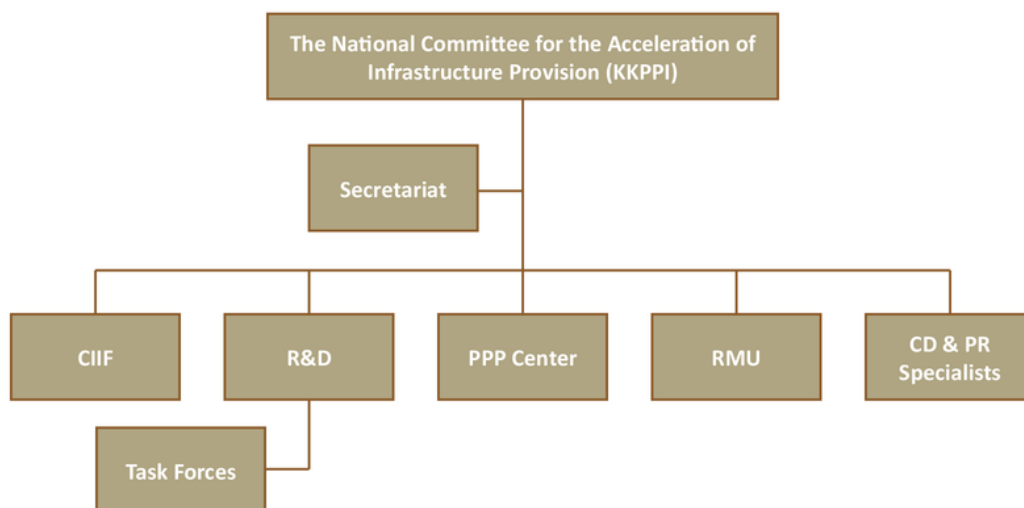 The National Committee for the Acceleration of
Infrastructure Provision (KKPPI)
Secretariat
CIIF
R&D
PPP Center
RMU
CD & PR
Specialists
Task Forces